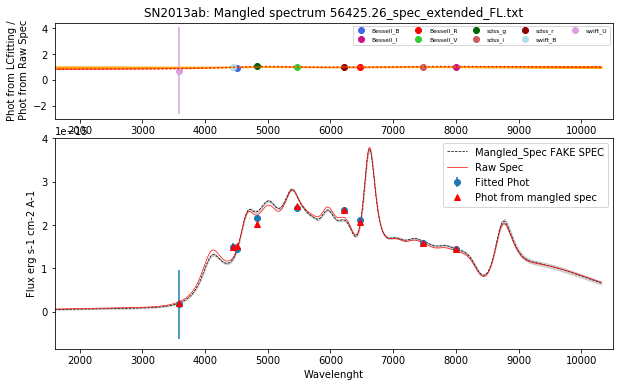 SN2013ab: Mangled spectrum 56425.26_spec_extended_FL.txt
Phot from LCfitting /
Phot from Raw Spec
4
2
0
−2
Bessell_B Bessell_R sdss_g sdss_r swift_U
Bessell_I Bessell_V sdss_i swift_B
2000 3000 4000 5000 6000 7000 8000 9000 10000
1e−15
Flux erg s-1 cm-2 A-1
4
3
2
1
0
Mangled_Spec FAKE SPEC
Raw Spec
Fitted Phot
Phot from mangled spec
2000 3000 4000 5000 6000 7000 8000 9000 10000
Wavelenght